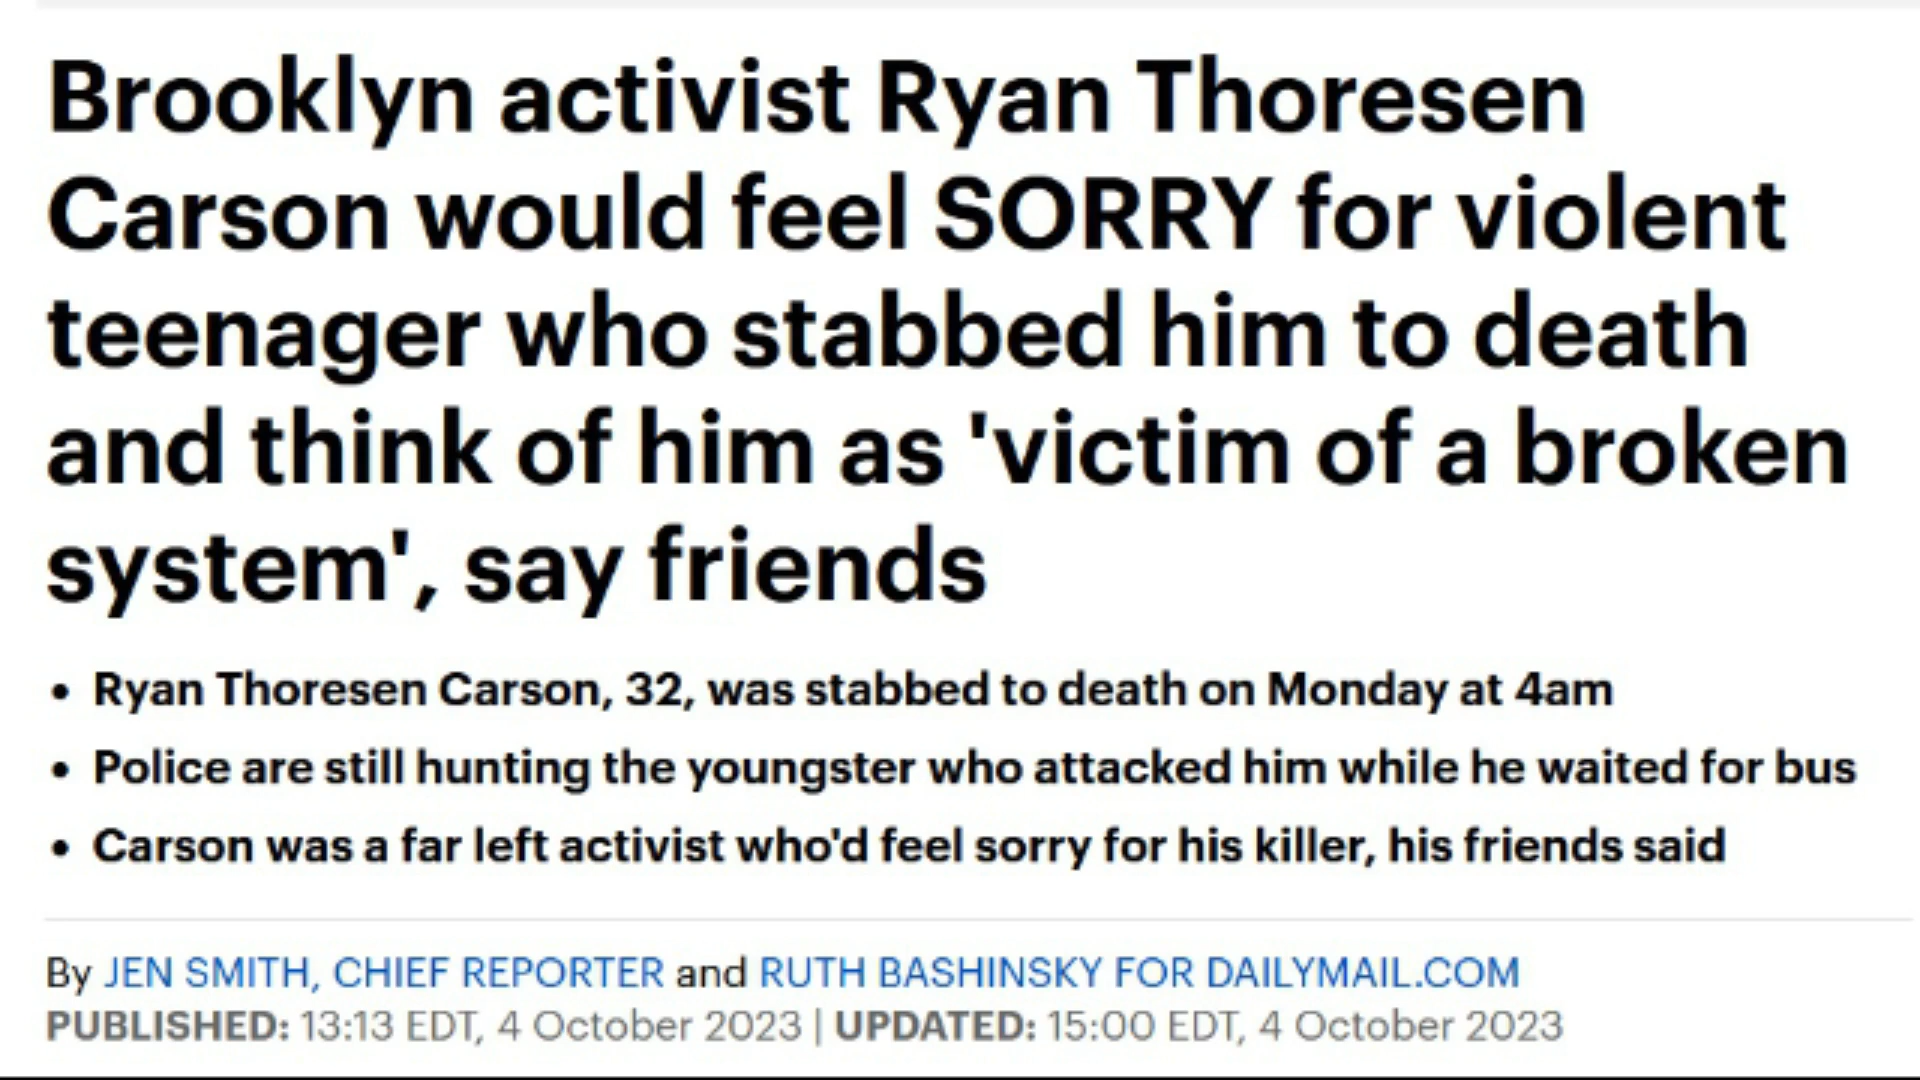 Brooklyn activist Ryan Thoresen
Carson would feel SORRY for violent
teenager who stabbed him to death
and think of him as 'victim of a broken
system', say friends
• Ryan Thoresen Carson, 32, was stabbed to death on Monday at 4am
• Police are still hunting the youngster who attacked him while he waited for bus
• Carson was a far left activist who'd feel sorry for his killer, his friends said
By JEN SMITH, CHIEF REPORTER and RUTH BASHINSKY FOR DAILYMAIL.COM
PUBLISHED: 13:13 EDT, 4 October 2023 | UPDATED: 15:00 EDT, 4 October 2023